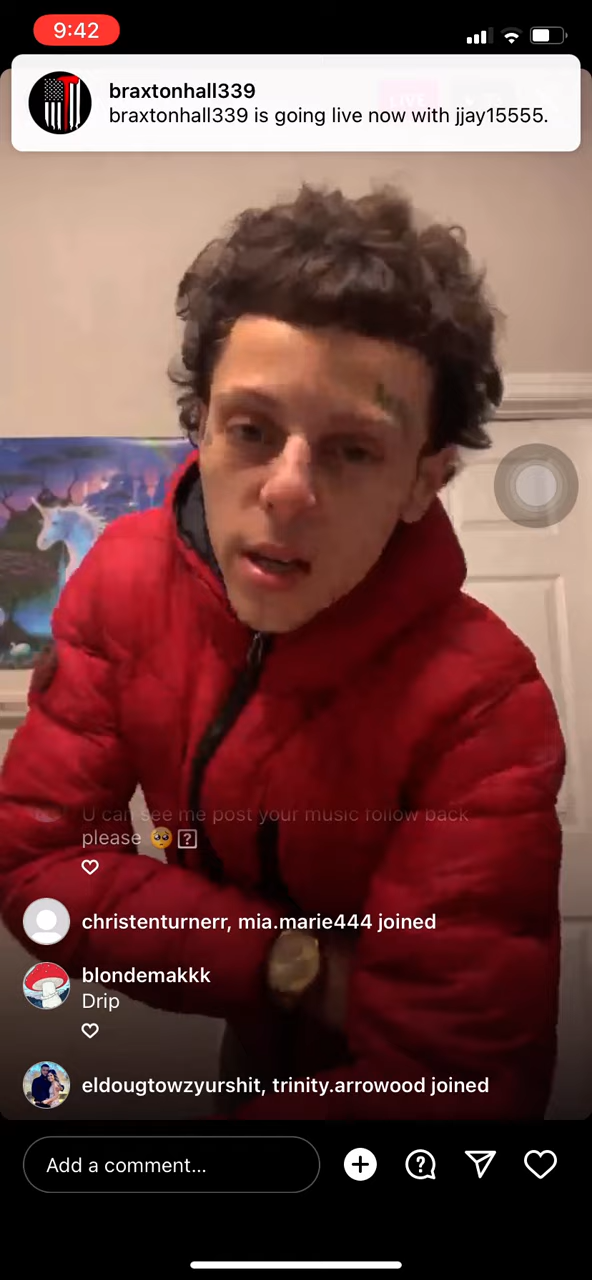 9:42
braxtonhall339
braxtonhall339 is going live now with jjay15555.
U can see me post your music follow back
please 🥺
christenturnerr, mia.marie444 joined
blondemakkk
Drip
eldougtowzyurshit, trinity.arrowood joined
Add a comment...